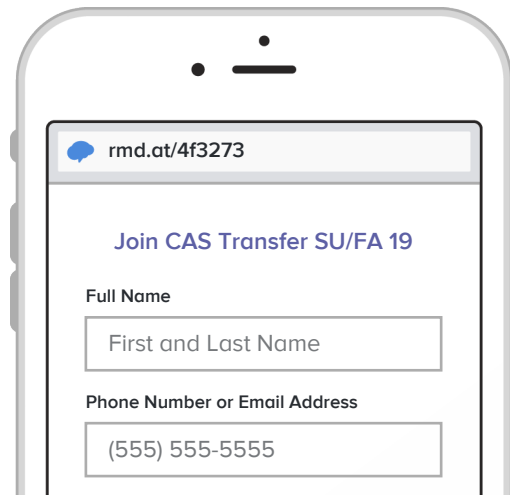 rmd.at/4f3273
Join CAS Transfer SU/FA 19
Full Name
First and Last Name
Phone Number or Email Address
(555) 555-5555